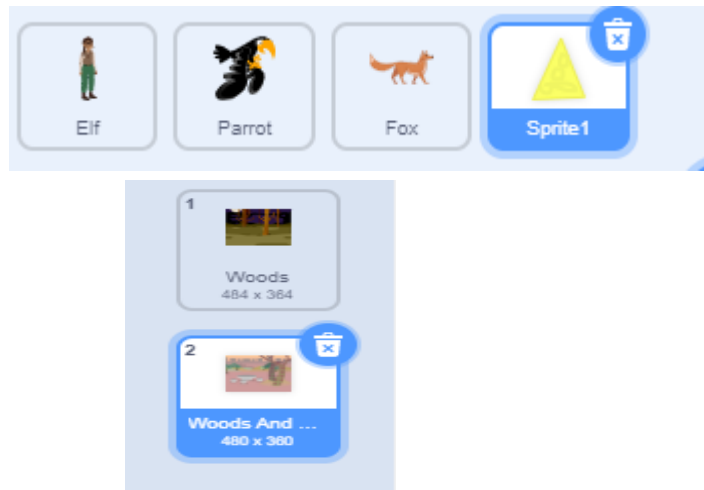 Elf
Parrot
Fox
Sprite1
1
Woods
484 x 364
2
Woods And ...
480 x 360